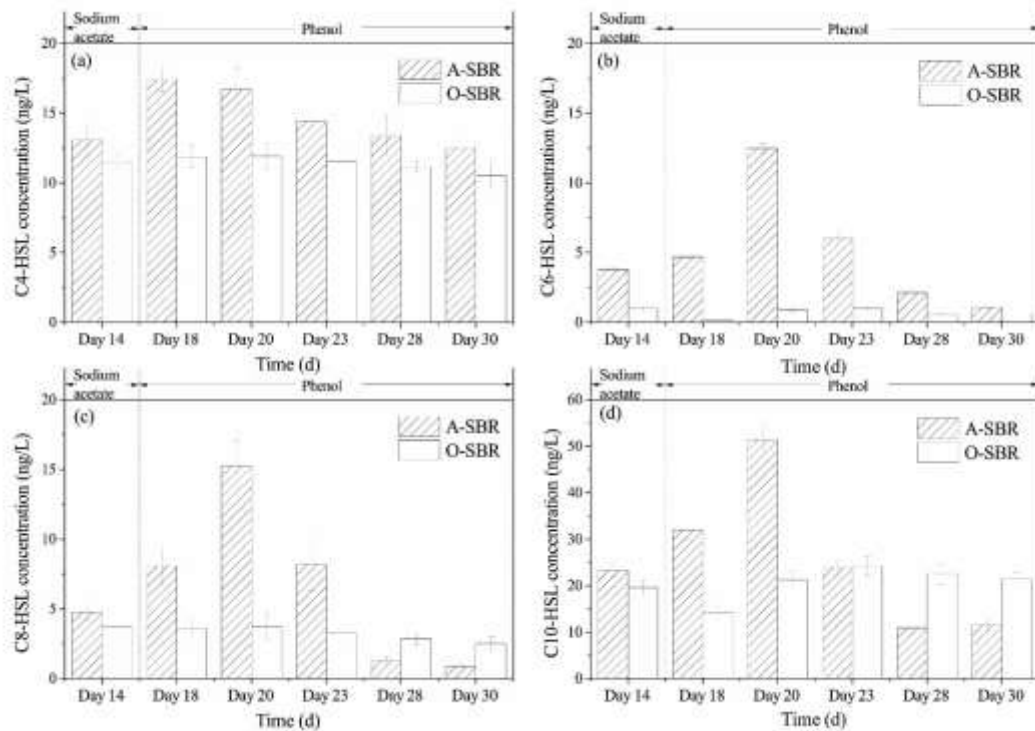 Sodium
acetate
Phenol
(a)
A-SBR
O-SBR
C4-HSL concentration (ng/L)
20
15
10
5
0
Day 14 Day 18 Day 20 Day 23 Day 28 Day 30
Time (d)
Sodium
acetate
Phenol
(b)
A-SBR
O-SBR
C6-HSL concentration (ng/L)
20
15
10
5
0
Day 14 Day 18 Day 20 Day 23 Day 28 Day 30
Time (d)
Sodium
acetate
Phenol
(c)
A-SBR
O-SBR
C8-HSL concentration (ng/L)
20
15
10
5
0
Day 14 Day 18 Day 20 Day 23 Day 28 Day 30
Time (d)
Sodium
acetate
Phenol
(d)
A-SBR
O-SBR
C10-HSL concentration (ng/L)
60
50
40
30
20
10
0
Day 14 Day 18 Day 20 Day 23 Day 28 Day 30
Time (d)